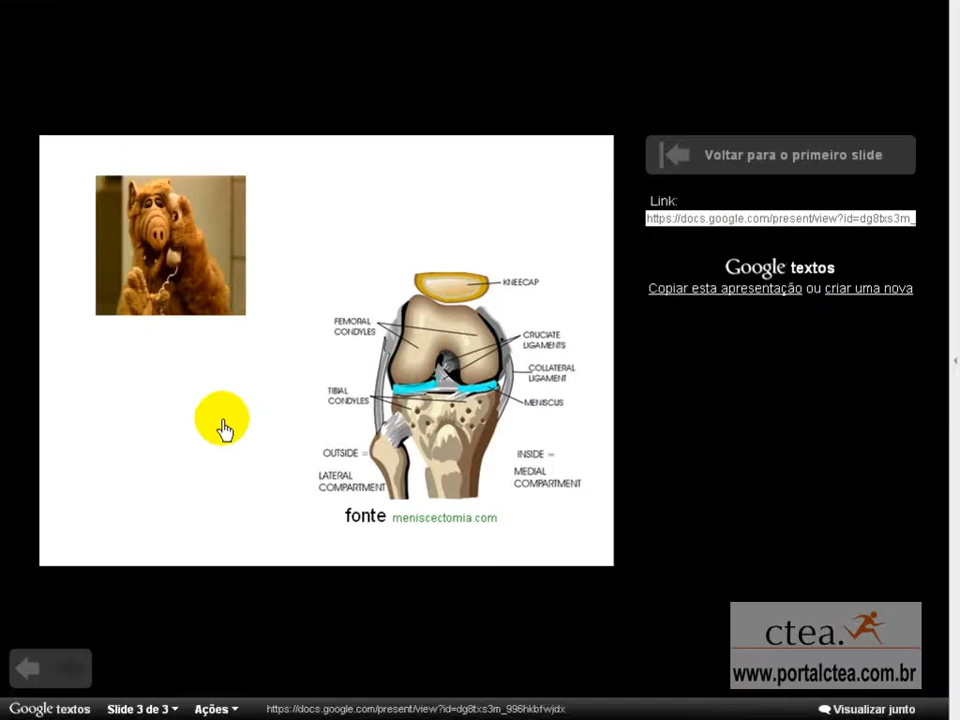 Voltar para o primeiro slide
Link:
https://docs.google.com/present/view?id=dg8txs3m_
Google textos
Copiar esta apresentação ou criar uma nova
KNEECAP
FEMORAL
CONDYLES
CRUCIATE
LIGAMENTS
COLLATERAL
LIGAMENT
TIBIAL
CONDYLES
MENISCUS
OUTSIDE =
LATERAL
COMPARTMENT
INSIDE =
MEDIAL
COMPARTMENT
fonte meniscectomia.com
ctea.
www.portalctea.com.br
Google textos Slide 3 de 3 Ações https://docs.google.com/present/view?id=dg8txs3m_996hkbfwjdx Visualizar junto